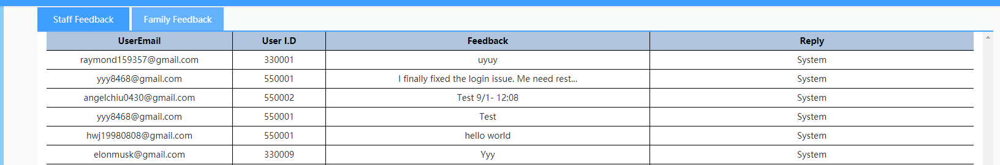 Staff Feedback Family Feedback
UserEmail User I.D Feedback Reply
raymond159357@gmail.com 330001 uyuy System
yyy8468@gmail.com 550001 I finally fixed the login issue. Me need rest... System
angelchiu0430@gmail.com 550002 Test 9/1- 12:08 System
yyy8468@gmail.com 550001 Test System
hwj19980808@gmail.com 550001 hello world System
elonmusk@gmail.com 330009 Yyy System